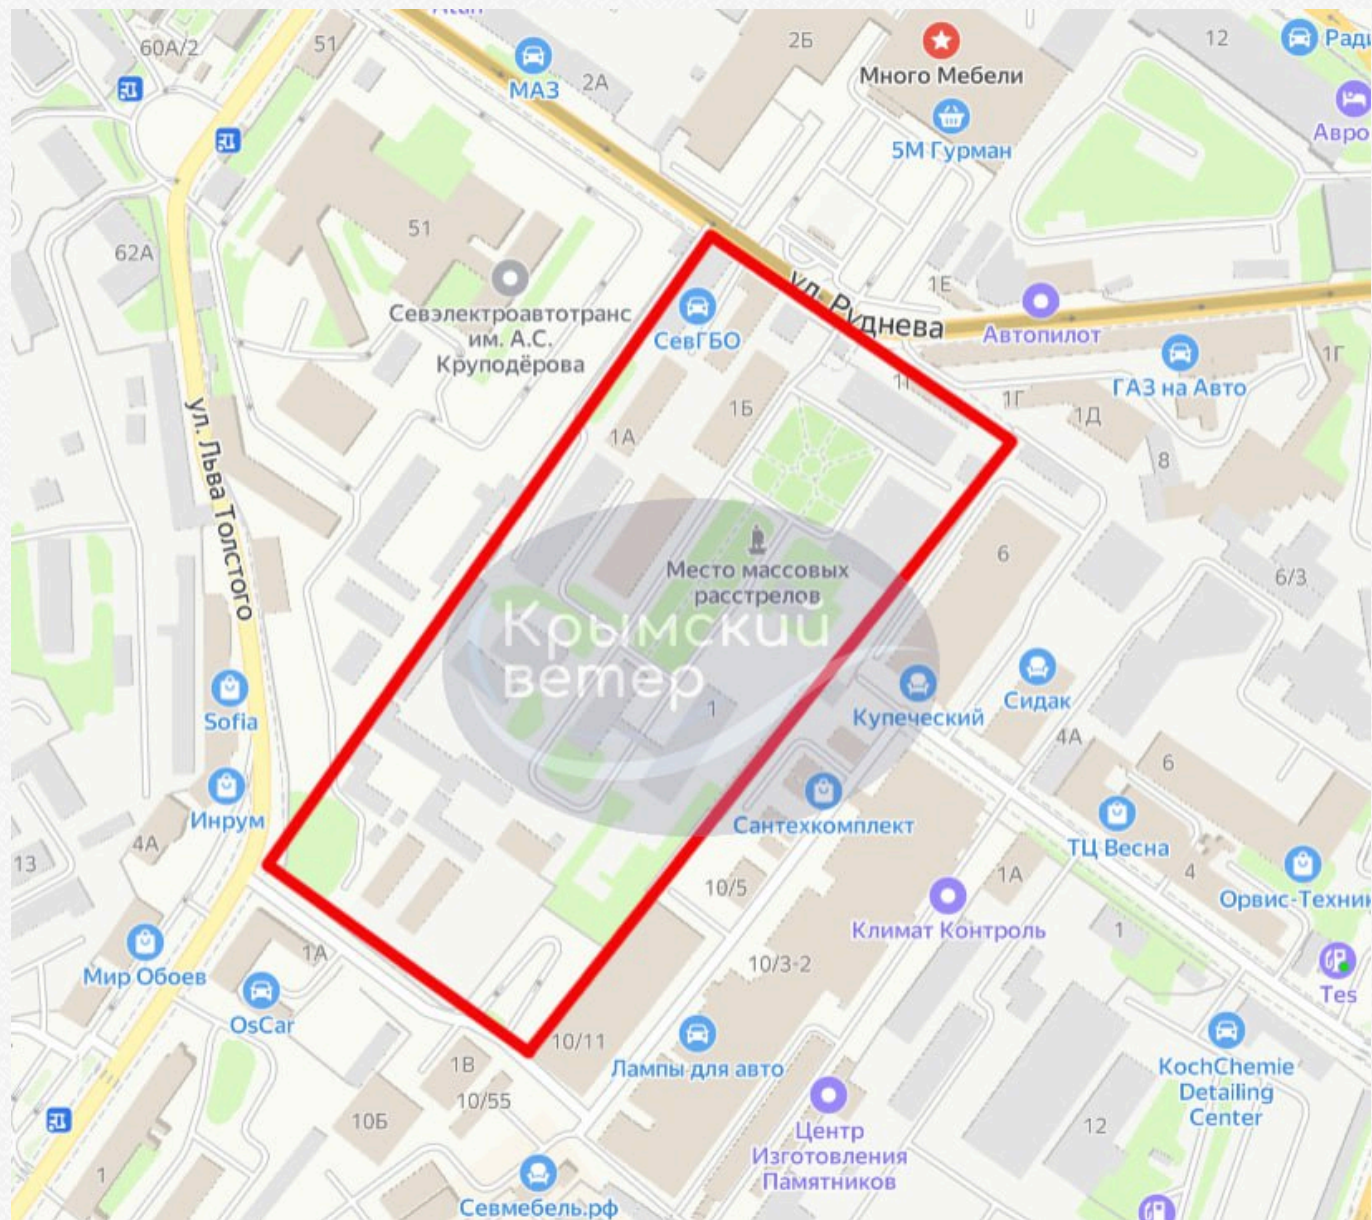 60А/2
51
МАЗ
2А
2Б
Много Мебели
5М Гурман
12
62А
51
Севэлектроавтотранс
им. А.С.
Круподёрова
СевГБО
ул. Руднева
1Е
Автопилот
ГАЗ на Авто
1Г
1Г
1Д
8
1Б
1А
ул. Льва Толстого
Место массовых
расстрелов
6
6/3
Крымский
ветер
1
Sofia
Инрум
4А
13
Купеческий
Сидак
4А
6
Сантехкомплект
ТЦ Весна
4
10/5
1А
Климат Контроль
1
10/3-2
Tes
Мир Обоев
1А
OsCar
10/11
1В
10/55
10Б
Лампы для авто
KochChemie
Detailing
Center
Центр
Изготовления
Памятников
12
1
Севмебель.рф